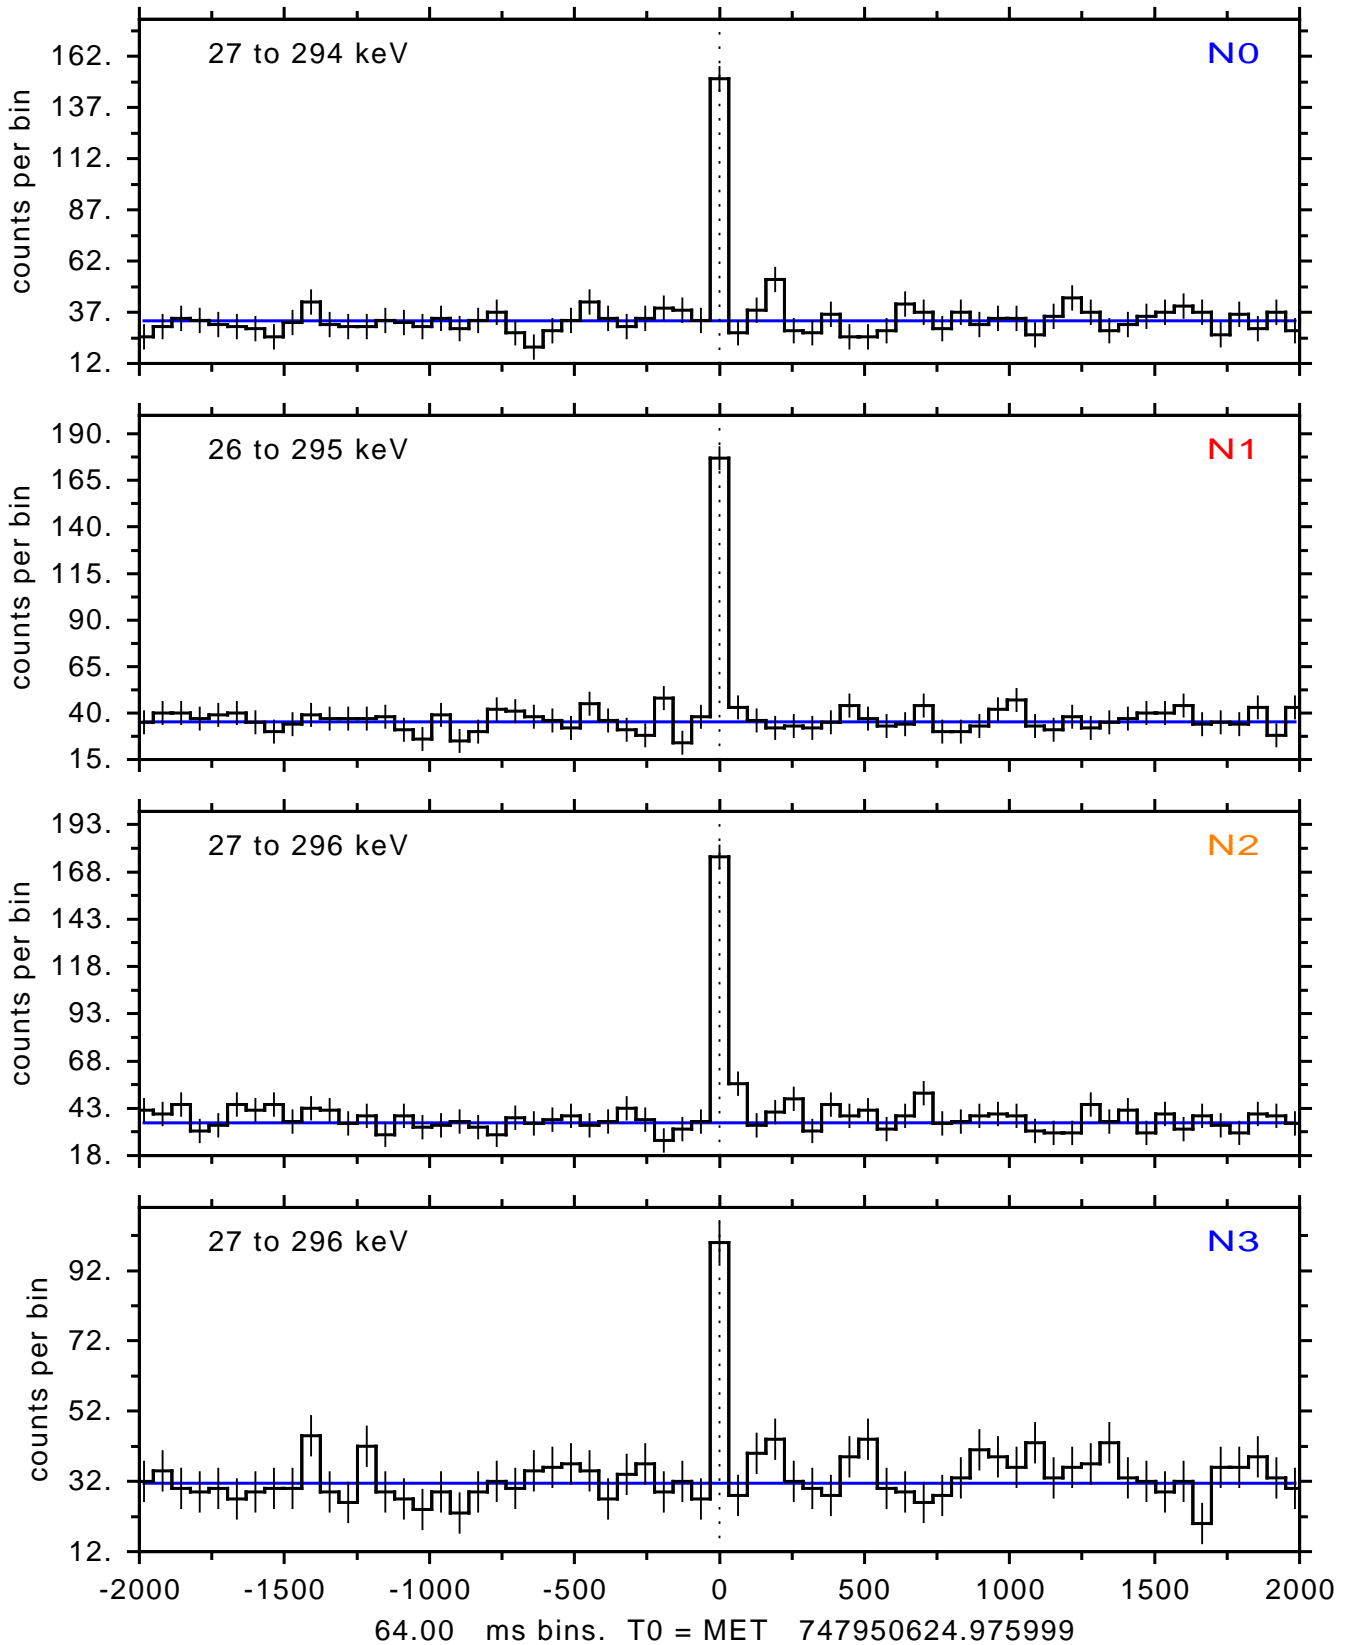 27 to 294 keV
N0
counts per bin
162.
137.
112.
87.
62.
37.
12.
26 to 295 keV
N1
counts per bin
190.
165.
140.
115.
90.
65.
40.
15.
27 to 296 keV
N2
counts per bin
193.
168.
143.
118.
93.
68.
43.
18.
27 to 296 keV
N3
counts per bin
92.
72.
52.
32.
12.
-2000 -1500 -1000 -500 0 500 1000 1500 2000
64.00 ms bins. T0 = MET 747950624.975999